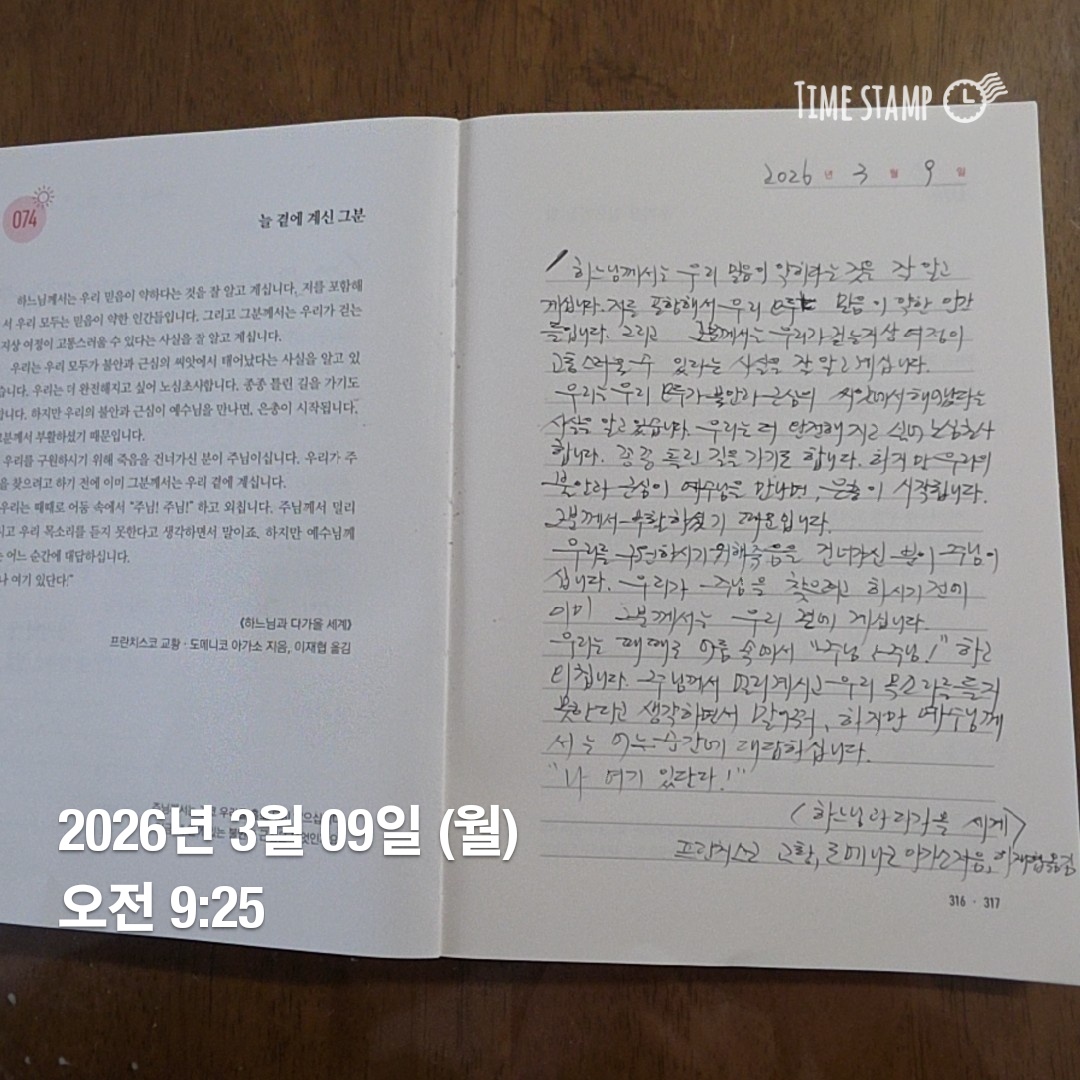 TIME STAMP
074
늘 곁에 계신 그분
하느님께서는 우리 믿음이 약하다는 것을 잘 알고 계십니다. 저를 포함해
서 우리 모두는 믿음이 약한 인간들입니다. 그리고 그분께서는 우리가 걷는
지상 여정이 고통스러울 수 있다는 사실을 잘 알고 계십니다.
우리는 우리 모두가 불안과 근심의 씨앗에서 태어났다는 사실을 알고 있
습니다. 우리는 더 완전해지고 싶어 노심초사합니다. 종종 틀린 길을 가기도
합니다. 하지만 우리의 불안과 근심이 예수님을 만나면, 은총이 시작됩니다.
그분께서 부활하셨기 때문입니다.
우리를 구원하시기 위해 죽음을 건너가신 분이 주님이십니다. 우리가 주
을 찾으려고 하기 전에 이미 그분께서는 우리 곁에 계십니다.
우리는 때때로 어둠 속에서 "주님! 주님!" 하고 외칩니다. 주님께서 멀리
시고 우리 목소리를 듣지 못한다고 생각하면서 말이죠. 하지만 예수님께
는 어느 순간에 대답하십니다.
나 여기 있단다!"
《하느님과 다가올 세계》
프란치스코 교황 · 도메니코 아가소 지음, 이재협 옮김
2026년 3월 9일
하느님께서는 우리 믿음이 약하다는 것을 잘 알고
계십니다. 저를 포함해서 우리 모두는 믿음이 약한 인간
들입니다. 그리고 그분께서는 우리가 걷는 지상 여정이
고통스러울 수 있다는 사실을 잘 알고 계십니다.
우리는 우리 모두가 불안과 근심의 씨앗에서 태어났다는
사실을 알고 있습니다. 우리는 더 완전해지고 싶어 노심초사
합니다. 종종 틀린 길을 가기도 합니다. 하지만 우리의
불안과 근심이 예수님을 만나면, 은총이 시작됩니다.
그분께서 부활하셨기 때문입니다.
우리를 구원하시기 위해 죽음을 건너가신 분이 주님이
십니다. 우리가 주님을 찾으려고 하시기 전에
이미 그분께서는 우리 곁에 계십니다.
우리는 때때로 어둠 속에서 "주님! 주님!" 하고
외칩니다. 주님께서 멀리 계시고 우리 목소리를 듣지
못한다고 생각하면서 말이죠, 하지만 예수님께
서는 어느 순간에 대답하십니다.
"나 여기 있단다!"
<하느님과 다가올 세계>
프란치스코 교황, 도메니코 아가소 지음, 이재협 옮김
316 · 317
2026년 3월 09일 (월)
오전 9:25